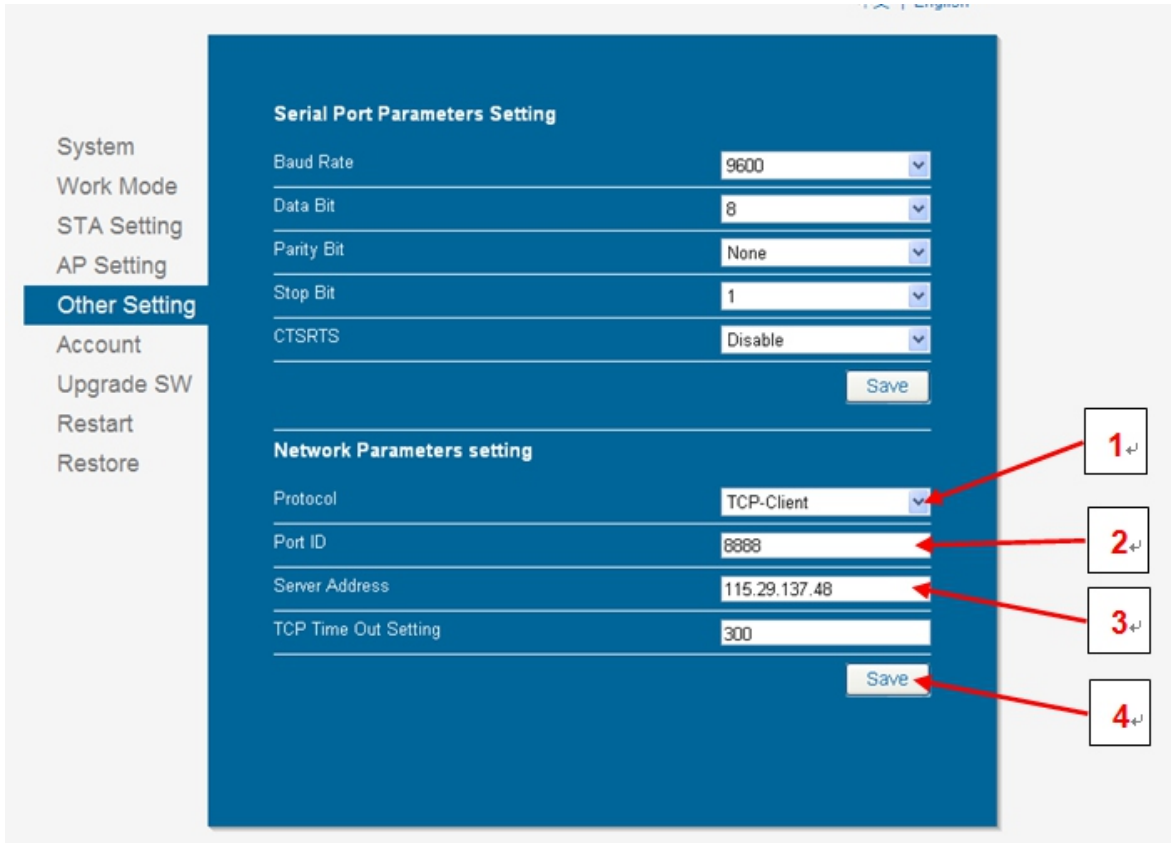 English
System
Work Mode
STA Setting
AP Setting
Other Setting
Account
Upgrade SW
Restart
Restore
Serial Port Parameters Setting
Baud Rate 9600
Data Bit 8
Parity Bit None
Stop Bit 1
CTSRTS Disable
Save
Network Parameters setting
Protocol TCP-Client
Port ID 8888
Server Address 115.29.137.48
TCP Time Out Setting 300
Save
1
2
3
4